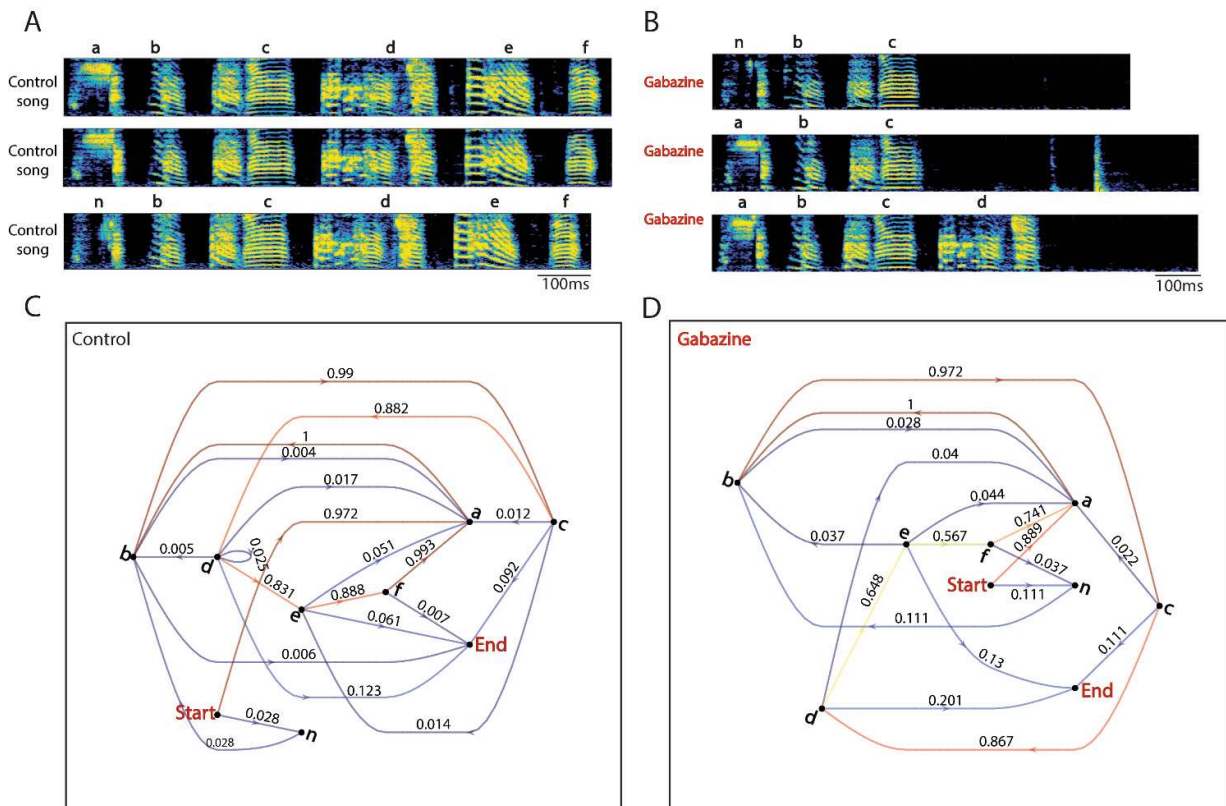 A
a b c d e f
Control
song
Control
song
n b c d e f
Control
song
100ms
B
n b c
Gabazine
a b c
Gabazine
a b c d
Gabazine
100ms
C
Control
0.99
0.882
1
0.004
0.017
0.972
a
c
0.012
b
0.005
d
0.025
0.051
0.993
0.092
0.831
0.888
f
e
0.061
0.007
End
0.006
0.123
Start
0.028
n
0.014
0.028
D
Gabazine
0.972
1
0.028
0.04
b
a
0.044
0.741
0.037
e
0.567
f
0.889
0.037
0.022
Start
0.111
n
0.648
0.111
c
0.13
0.111
End
d
0.201
0.867